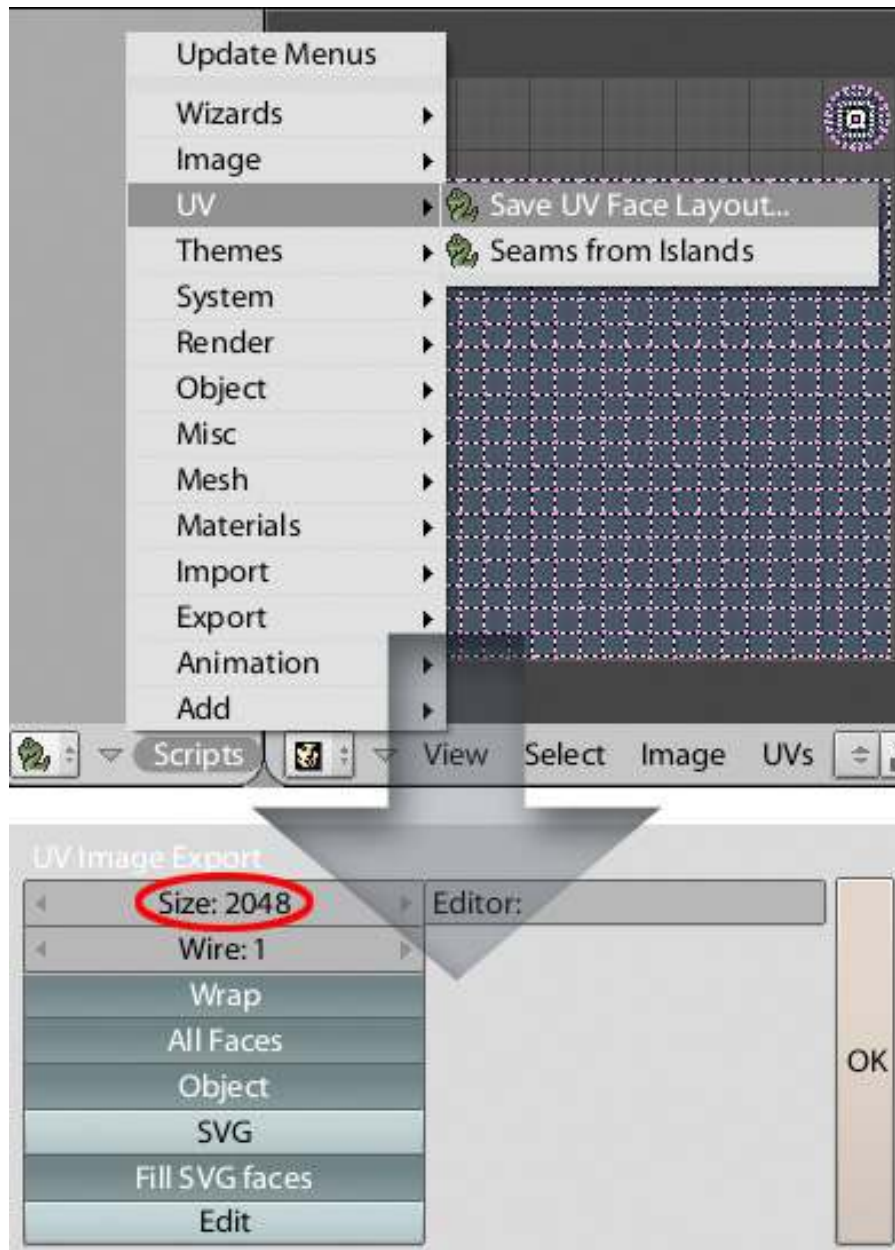 Update Menus
Wizards
Image
UV
Save UV Face Layout...
Themes
Seams from Islands
System
Render
Object
Misc
Mesh
Materials
Import
Export
Animation
Add
Scripts View Select Image UVs
UV Image Export
Size: 2048
Editor:
Wire: 1
Wrap
All Faces
Object
OK
SVG
Fill SVG faces
Edit